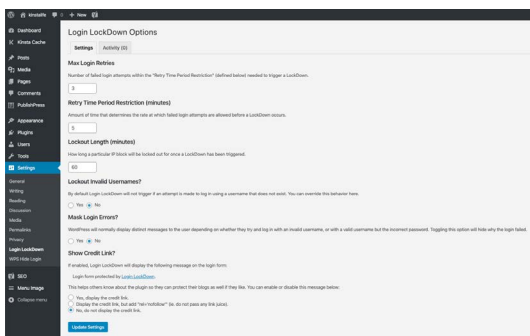 kinstalife 0 + New
Dashboard
Kinsta Cache
Posts
Media
Pages
Comments
PublishPress
Appearance
Plugins
Users
Tools
Settings
General
Writing
Reading
Discussion
Media
Permalinks
Privacy
Login LockDown
WPS Hide Login
SEO
Menu Image
Collapse menu
Login LockDown Options
Settings Activity (0)
Max Login Retries
Number of failed login attempts within the "Retry Time Period Restriction" (defined below) needed to trigger a LockDown.
3
Retry Time Period Restriction (minutes)
Amount of time that determines the rate at which failed login attempts are allowed before a LockDown occurs.
5
Lockout Length (minutes)
How long a particular IP block will be locked out for once a LockDown has been triggered.
60
Lockout Invalid Usernames?
By default Login LockDown will not trigger if an attempt is made to log in using a username that does not exist. You can override this behavior here.
Yes No
Mask Login Errors?
WordPress will normally display distinct messages to the user depending on whether they try and log in with an invalid username, or with a valid username but the incorrect password. Toggling this option will hide why the login failed.
Yes No
Show Credit Link?
If enabled, Login LockDown will display the following message on the login form:
Login form protected by Login LockDown.
This helps others know about the plugin so they can protect their blogs as well if they like. You can enable or disable this message below:
Yes, display the credit link.
Display the credit link, but add "rel='nofollow'" (ie. do not pass any link juice).
No, do not display the credit link.
Update Settings